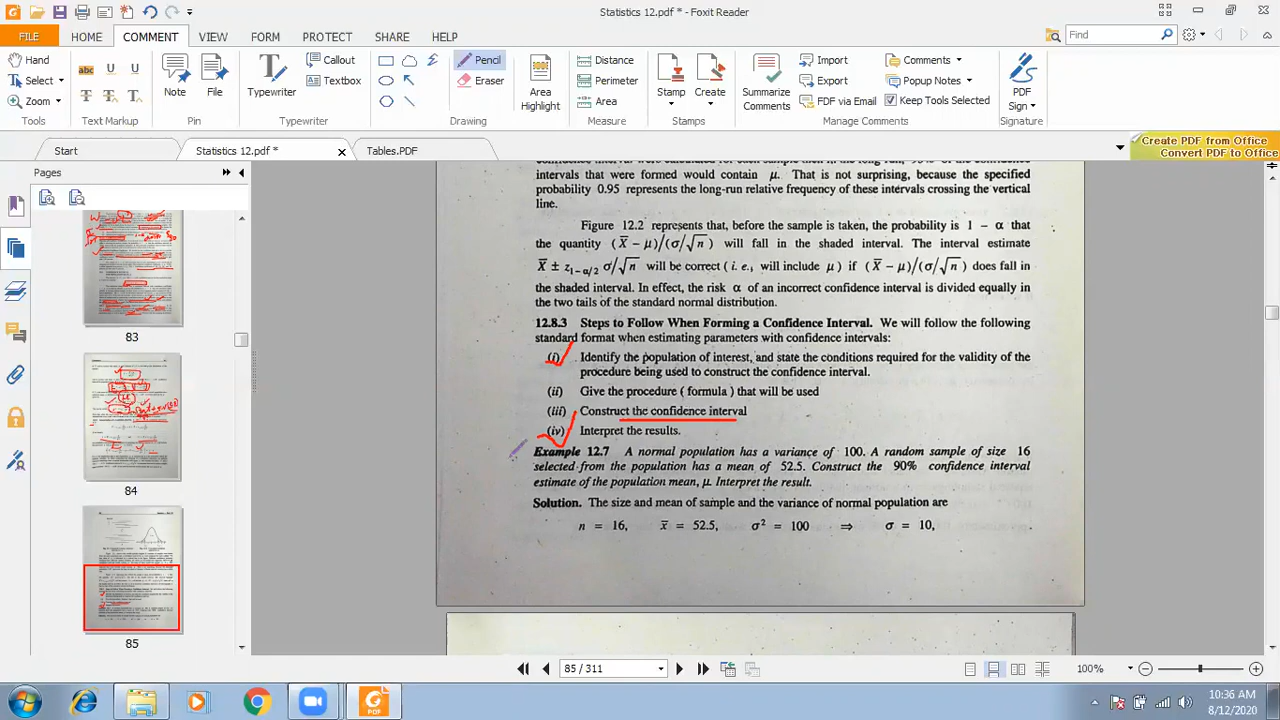 Statistics 12.pdf * - Foxit Reader
FILE HOME COMMENT VIEW FORM PROTECT SHARE HELP
Find
Hand
Select
Zoom
Tools
Text Markup
Note
File
Pin
Typewriter
Callout
Textbox
Typewriter
Pencil
Eraser
Drawing
Area
Highlight
Distance
Perimeter
Area
Measure
Stamp
Create
Stamps
Summarize
Comments
Import
Export
FDF via Email
Comments
Popup Notes
Keep Tools Selected
Manage Comments
PDF
Sign
Signature
Start
Statistics 12.pdf *
Tables.PDF
Create PDF from Office
Convert PDF to Office
Pages
83
84
85
intervals that were formed would contain μ. That is not surprising, because the specified
probability 0.95 represents the long-run relative frequency of these intervals crossing the vertical
line.
Figure 12.2 represents that, before the sample is taken, the probability is 1 − α that
the quantity (X̄ − μ)/(σ/√n) will fall in the shaded interval. The interval estimate
σ/√n will be correct ( i. e., will include μ ) if (X̄ − μ)/(σ/√n) does fall in
the shaded interval. In effect, the risk α of an incorrect confidence interval is divided equally in
the two tails of the standard normal distribution.
12.8.3 Steps to Follow When Forming a Confidence Interval. We will follow the following
standard format when estimating parameters with confidence intervals:
(i) Identify the population of interest, and state the conditions required for the validity of the
procedure being used to construct the confidence interval.
(ii) Give the procedure ( formula ) that will be used
(iii) Construct the confidence interval
(iv) Interpret the results.
Example 12.7 A normal population has a variance of 100. A random sample of size 16
selected from the population has a mean of 52.5. Construct the 90% confidence interval
estimate of the population mean, μ. Interpret the result.
Solution. The size and mean of sample and the variance of normal population are
n = 16, x̄ = 52.5, σ² = 100 ⇒ σ = 10,
85 / 311
100%
10:36 AM
8/12/2020